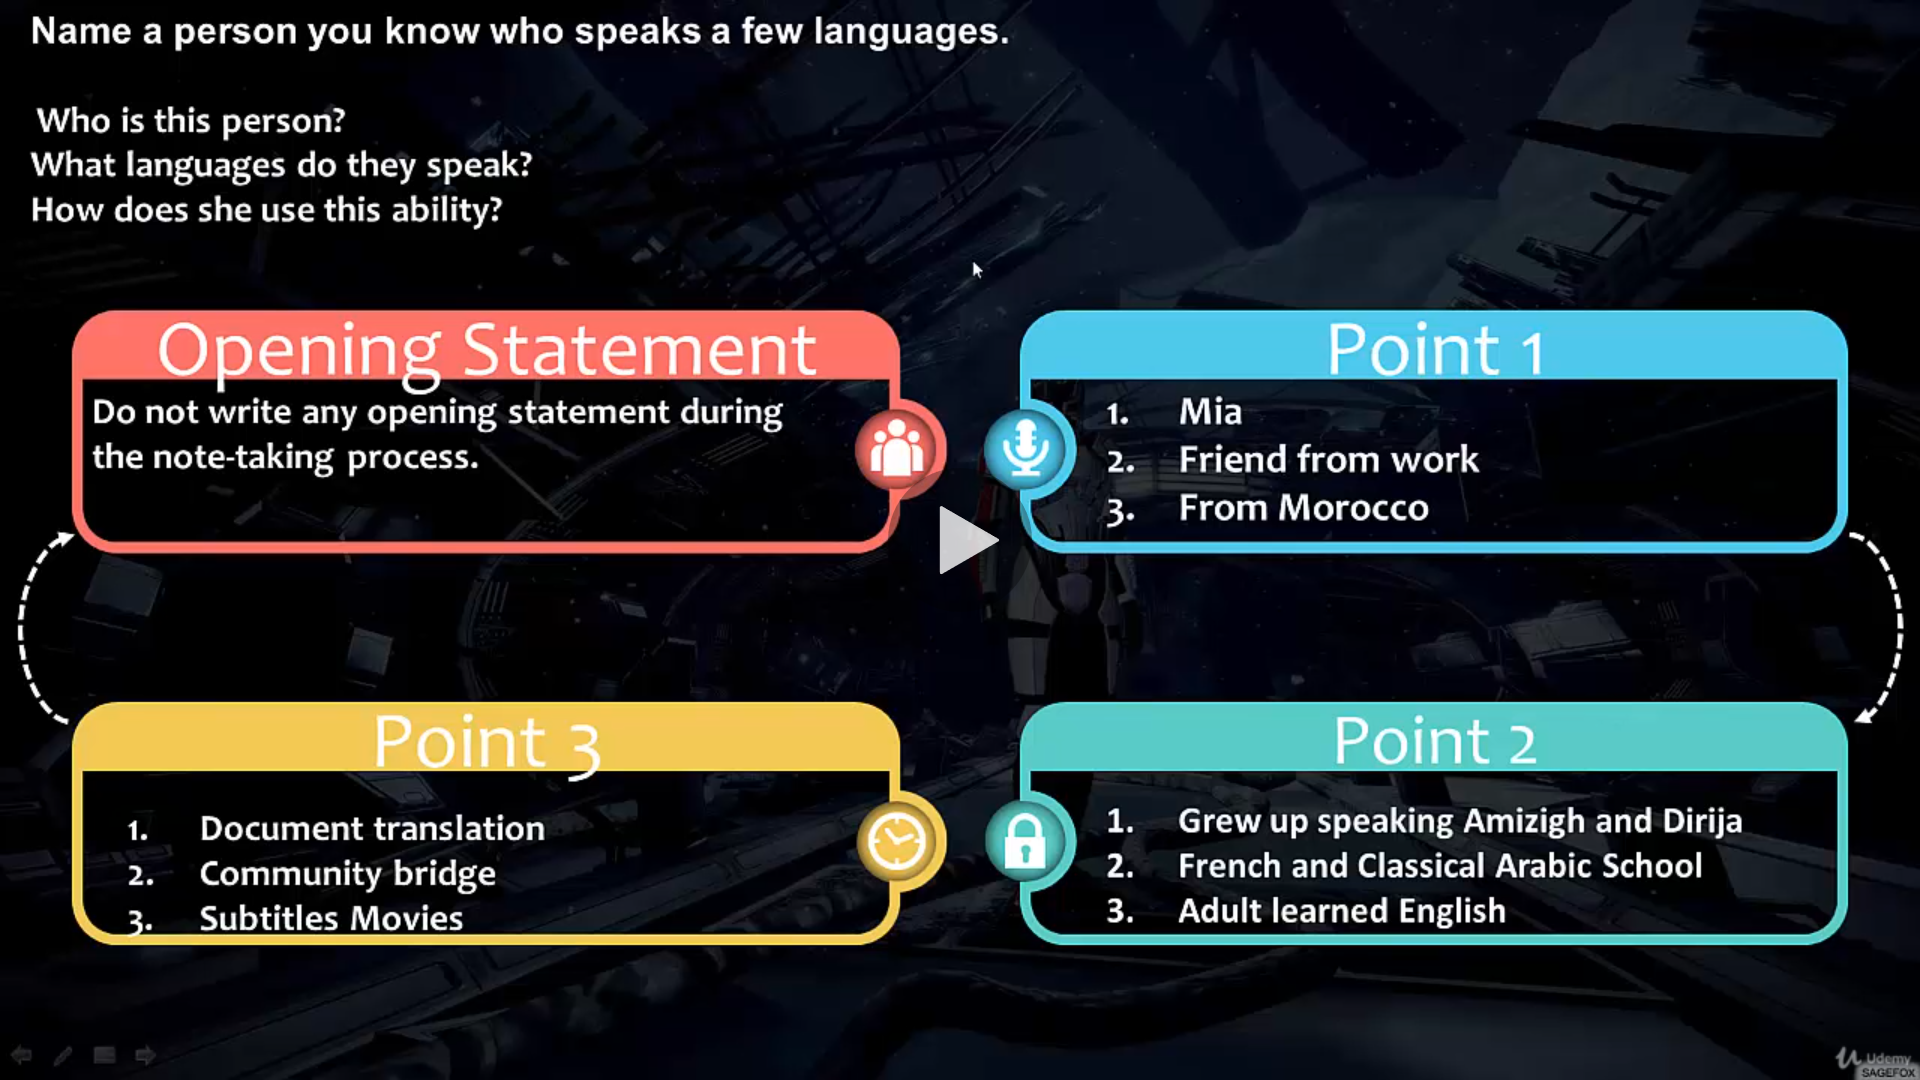 Name a person you know who speaks a few languages.
Who is this person?
What languages do they speak?
How does she use this ability?
Opening Statement
Do not write any opening statement during
the note-taking process.
Point 1
1. Mia
2. Friend from work
3. From Morocco
Point 2
1. Grew up speaking Amizigh and Dirija
2. French and Classical Arabic School
3. Adult learned English
Point 3
1. Document translation
2. Community bridge
3. Subtitles Movies
Udemy
SAGEFOX